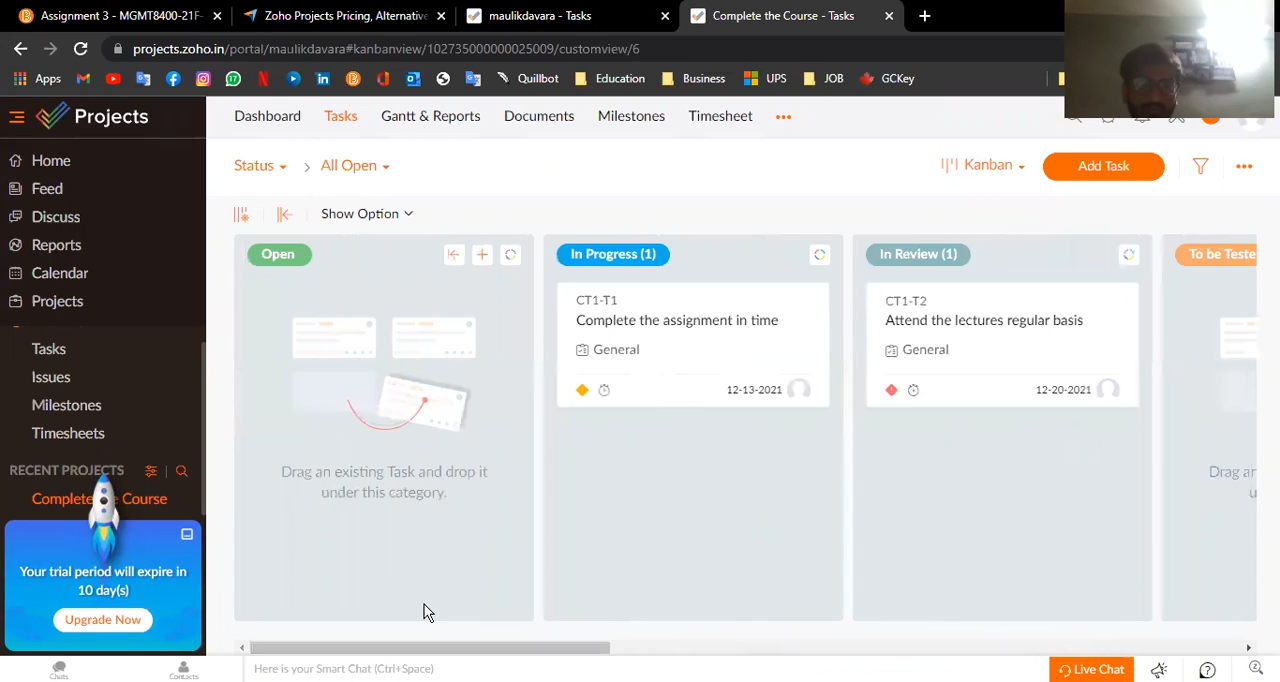 Assignment 3 - MGMT8400-21F-
Zoho Projects Pricing, Alternative
maulikdavara - Tasks
Complete the Course - Tasks
projects.zoho.in/portal/maulikdavara#kanbanview/102735000000025009/customview/6
Apps
Quillbot
Education
Business
UPS
JOB
GCKey
Projects
Dashboard
Tasks
Gantt & Reports
Documents
Milestones
Timesheet
Home
Feed
Discuss
Reports
Calendar
Projects
Tasks
Issues
Milestones
Timesheets
RECENT PROJECTS
Complete the Course
Your trial period will expire in
10 day(s)
Upgrade Now
Status
All Open
Kanban
Add Task
Show Option
Open
Drag an existing Task and drop it
under this category.
In Progress (1)
CT1-T1
Complete the assignment in time
General
12-13-2021
In Review (1)
CT1-T2
Attend the lectures regular basis
General
12-20-2021
To be Teste
Drag ar
u
Chats
Contacts
Here is your Smart Chat (Ctrl+Space)
Live Chat